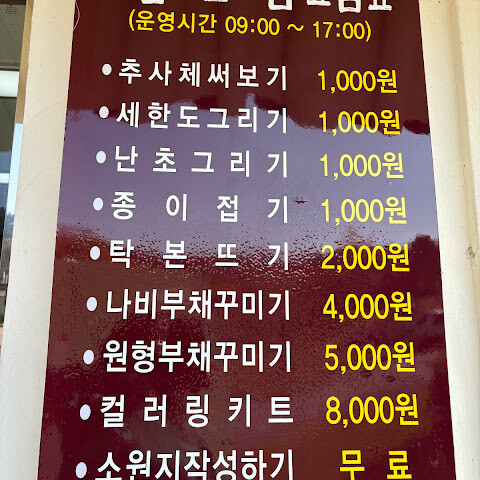 (운영시간 09:00 ~ 17:00)
• 추사체써보기 1,000원
• 세한도그리기 1,000원
• 난초그리기 1,000원
• 종이접기 1,000원
• 탁본뜨기 2,000원
• 나비부채꾸미기 4,000원
• 원형부채꾸미기 5,000원
• 컬러링키트 8,000원
• 소원지작성하기 무료